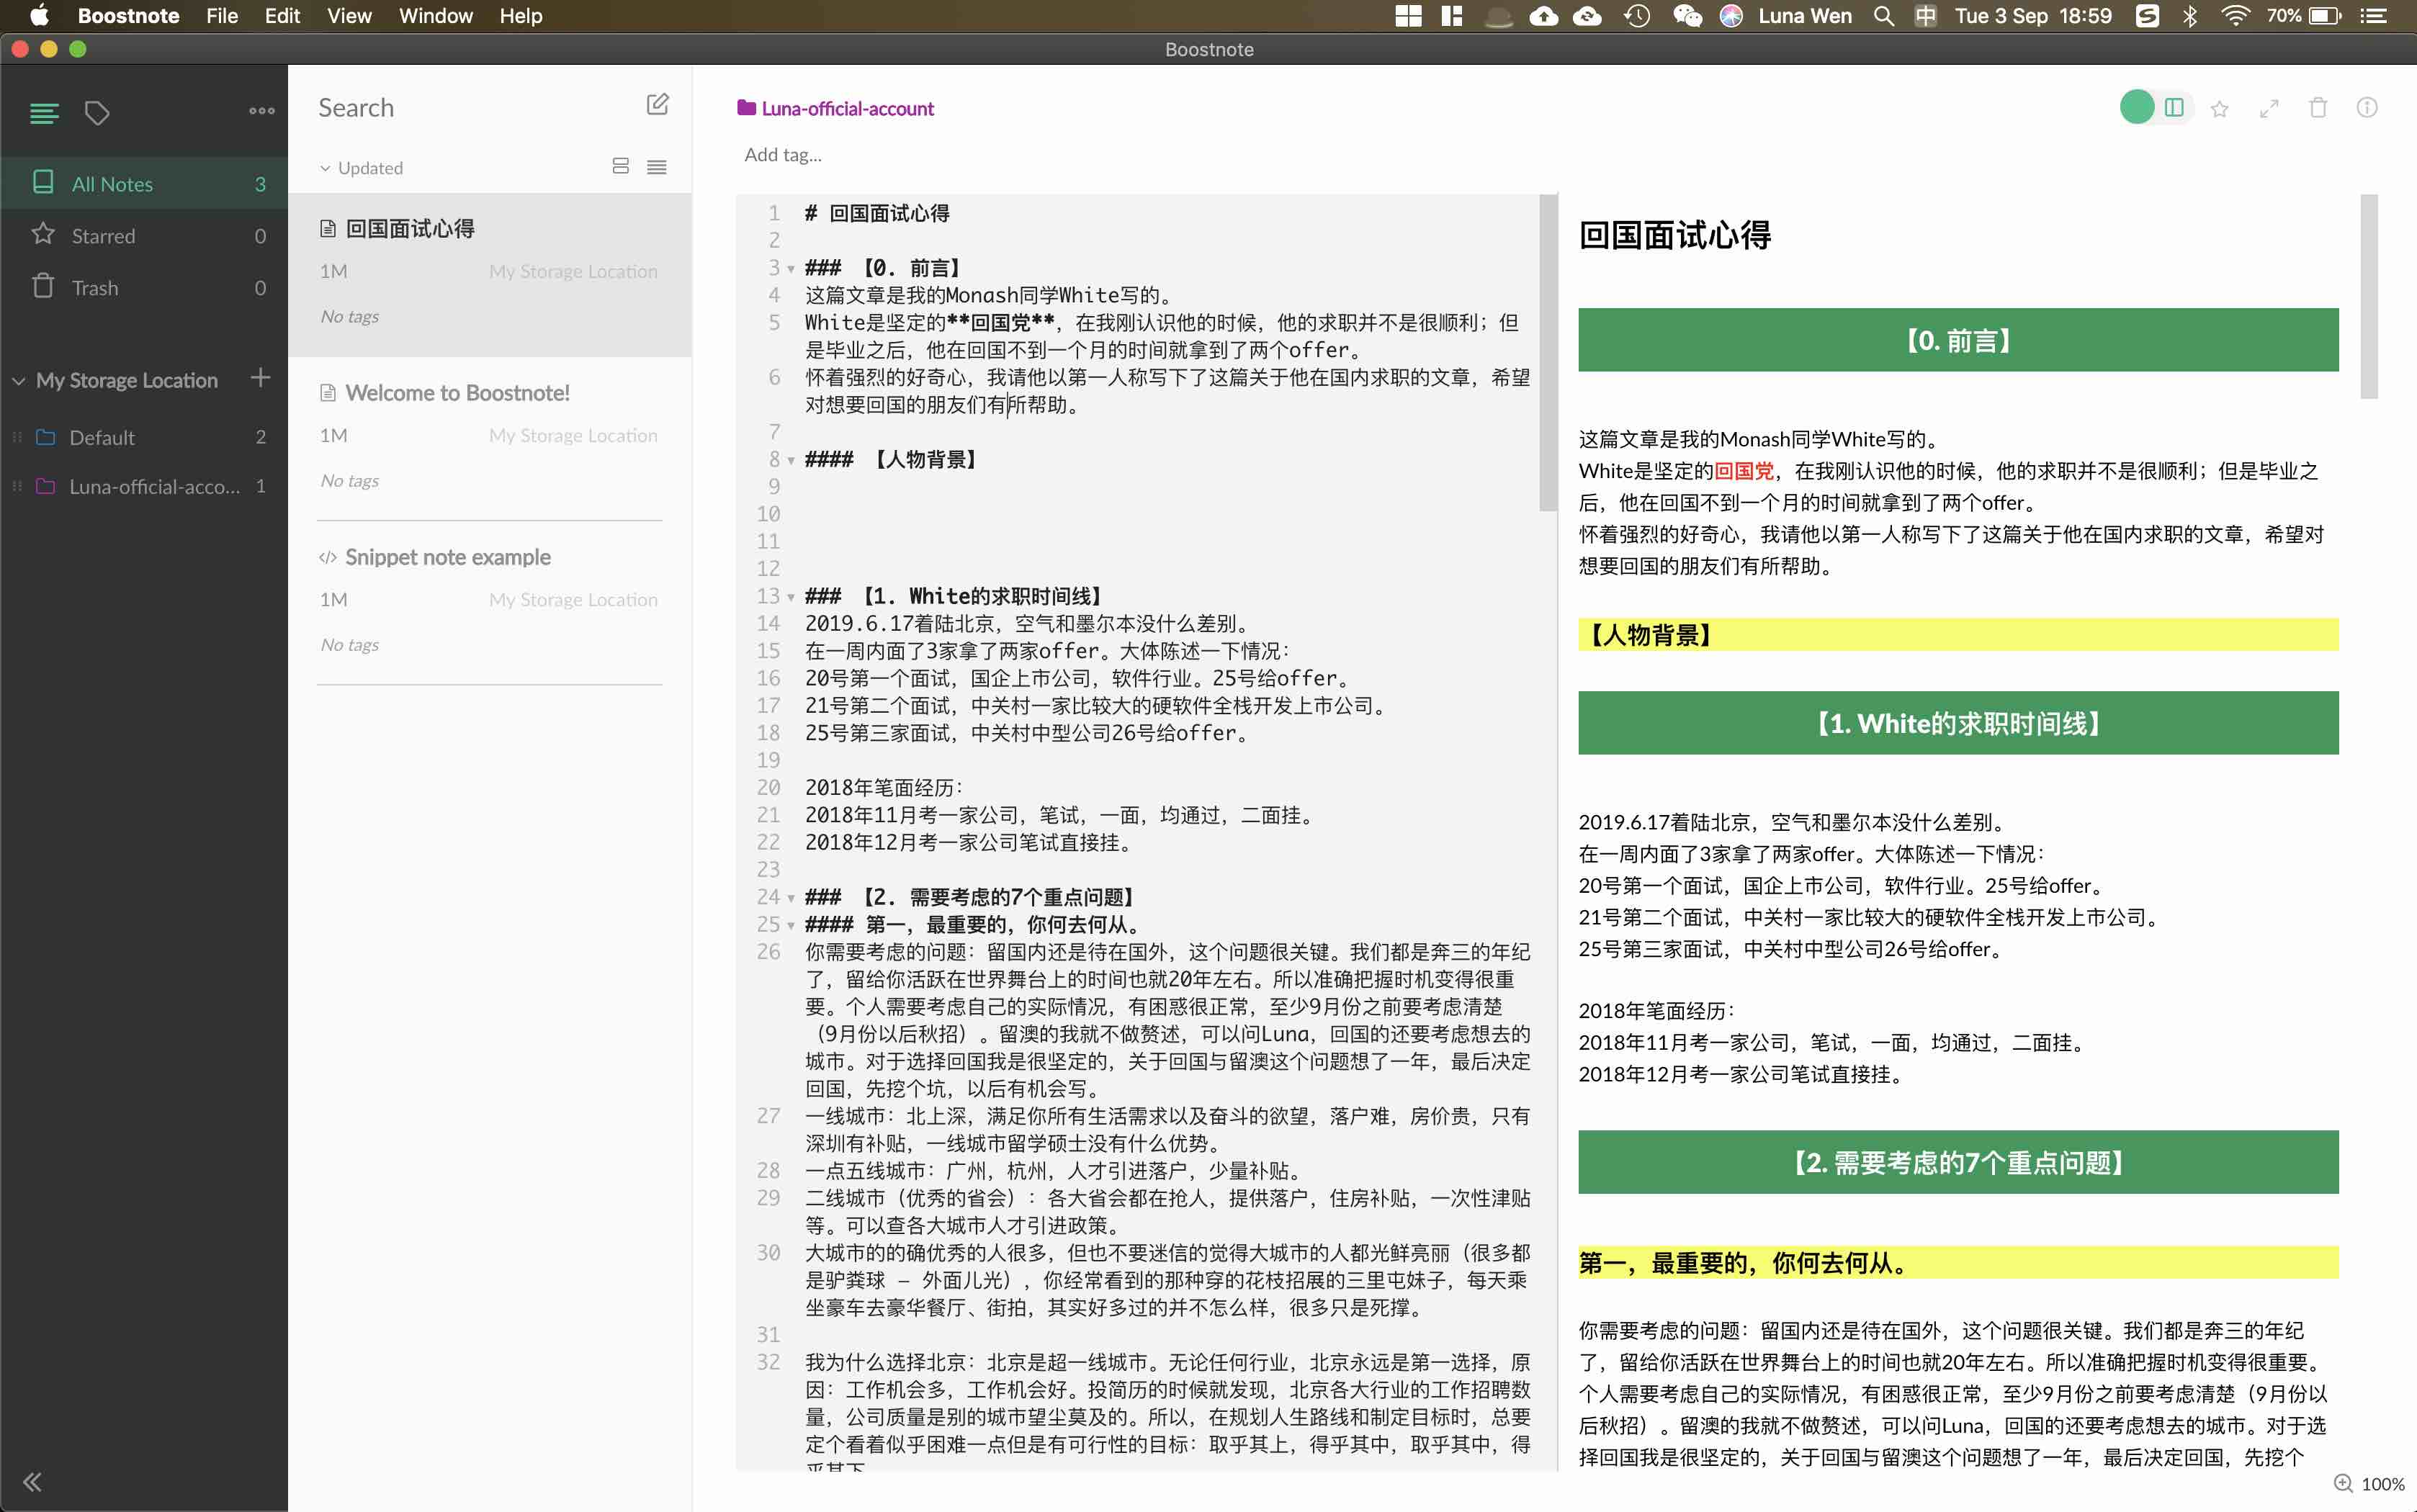 Boostnote File Edit View Window Help
中 Luna Wen Tue 3 Sep 18:59 70%
Boostnote
All Notes 3
Starred 0
Trash 0
My Storage Location
Default 2
Luna-official-acco... 1
Search
Updated
回国面试心得
1M My Storage Location
No tags
Welcome to Boostnote!
1M My Storage Location
No tags
</> Snippet note example
1M My Storage Location
No tags
Luna-official-account
Add tag...
1 # 回国面试心得
2
3 ### 【0. 前言】
4 这篇文章是我的Monash同学White写的。
5 White是坚定的**回国党**，在我刚认识他的时候，他的求职并不是很顺利；但
是毕业之后，他在回国不到一个月的时间就拿到了两个offer。
6 怀着强烈的好奇心，我请他以第一人称写下了这篇关于他在国内求职的文章，希望
对想要回国的朋友们有所帮助。
7
8 #### 【人物背景】
9
10
11
12
13 ### 【1. White的求职时间线】
14 2019.6.17着陆北京，空气和墨尔本没什么差别。
15 在一周内面了3家拿了两家offer。大体陈述一下情况：
16 20号第一个面试，国企上市公司，软件行业。25号给offer。
17 21号第二个面试，中关村一家比较大的硬软件全栈开发上市公司。
18 25号第三家面试，中关村中型公司26号给offer。
19
20 2018年笔面经历：
21 2018年11月考一家公司，笔试，一面，均通过，二面挂。
22 2018年12月考一家公司笔试直接挂。
23
24 ### 【2. 需要考虑的7个重点问题】
25 #### 第一，最重要的，你何去何从。
26 你需要考虑的问题：留国内还是待在国外，这个问题很关键。我们都是奔三的年纪
了，留给你活跃在世界舞台上的时间也就20年左右。所以准确把握时机变得很重
要。个人需要考虑自己的实际情况，有困惑很正常，至少9月份之前要考虑清楚
（9月份以后秋招）。留澳的我就不做赘述，可以问Luna，回国的还要考虑想去的
城市。对于选择回国我是很坚定的，关于回国与留澳这个问题想了一年，最后决定
回国，先挖个坑，以后有机会写。
27 一线城市：北上深，满足你所有生活需求以及奋斗的欲望，落户难，房价贵，只有
深圳有补贴，一线城市留学硕士没有什么优势。
28 一点五线城市：广州，杭州，人才引进落户，少量补贴。
29 二线城市（优秀的省会）：各大省会都在抢人，提供落户，住房补贴，一次性津贴
等。可以查各大城市人才引进政策。
30 大城市的的确优秀的人很多，但也不要迷信的觉得大城市的人都光鲜亮丽（很多都
是驴粪球 – 外面儿光），你经常看到的那种穿的花枝招展的三里屯妹子，每天乘
坐豪车去豪华餐厅、街拍，其实好多过的并不怎么样，很多只是死撑。
31
32 我为什么选择北京：北京是超一线城市。无论任何行业，北京永远是第一选择，原
因：工作机会多，工作机会好。投简历的时候就发现，北京各大行业的工作招聘数
量，公司质量是别的城市望尘莫及的。所以，在规划人生路线和制定目标时，总要
定个看着似乎困难一点但是有可行性的目标：取乎其上，得乎其中，取乎其中，得
乎其下
回国面试心得
【0. 前言】
这篇文章是我的Monash同学White写的。
White是坚定的回国党，在我刚认识他的时候，他的求职并不是很顺利；但是毕业之
后，他在回国不到一个月的时间就拿到了两个offer。
怀着强烈的好奇心，我请他以第一人称写下了这篇关于他在国内求职的文章，希望对
想要回国的朋友们有所帮助。
【人物背景】
【1. White的求职时间线】
2019.6.17着陆北京，空气和墨尔本没什么差别。
在一周内面了3家拿了两家offer。大体陈述一下情况：
20号第一个面试，国企上市公司，软件行业。25号给offer。
21号第二个面试，中关村一家比较大的硬软件全栈开发上市公司。
25号第三家面试，中关村中型公司26号给offer。
2018年笔面经历：
2018年11月考一家公司，笔试，一面，均通过，二面挂。
2018年12月考一家公司笔试直接挂。
【2. 需要考虑的7个重点问题】
第一，最重要的，你何去何从。
你需要考虑的问题：留国内还是待在国外，这个问题很关键。我们都是奔三的年纪
了，留给你活跃在世界舞台上的时间也就20年左右。所以准确把握时机变得很重要。
个人需要考虑自己的实际情况，有困惑很正常，至少9月份之前要考虑清楚（9月份以
后秋招）。留澳的我就不做赘述，可以问Luna，回国的还要考虑想去的城市。对于选
择回国我是很坚定的，关于回国与留澳这个问题想了一年，最后决定回国，先挖个
100%